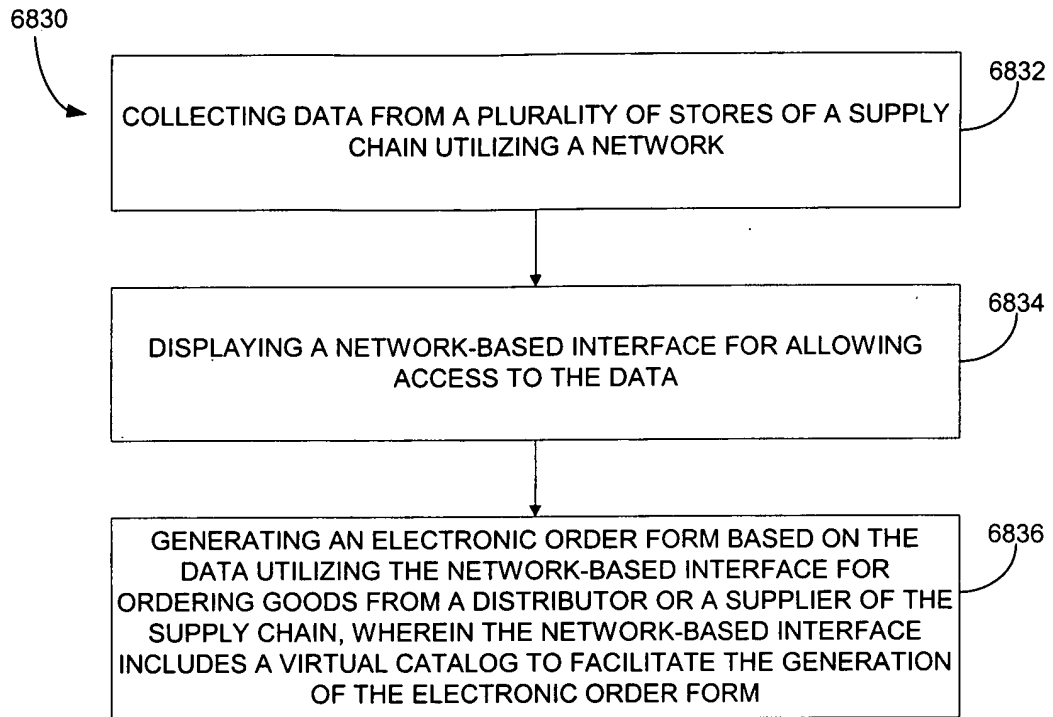 6830
6832
COLLECTING DATA FROM A PLURALITY OF STORES OF A SUPPLY
CHAIN UTILIZING A NETWORK
6834
DISPLAYING A NETWORK-BASED INTERFACE FOR ALLOWING
ACCESS TO THE DATA
6836
GENERATING AN ELECTRONIC ORDER FORM BASED ON THE
DATA UTILIZING THE NETWORK-BASED INTERFACE FOR
ORDERING GOODS FROM A DISTRIBUTOR OR A SUPPLIER OF THE
SUPPLY CHAIN, WHEREIN THE NETWORK-BASED INTERFACE
INCLUDES A VIRTUAL CATALOG TO FACILITATE THE GENERATION
OF THE ELECTRONIC ORDER FORM